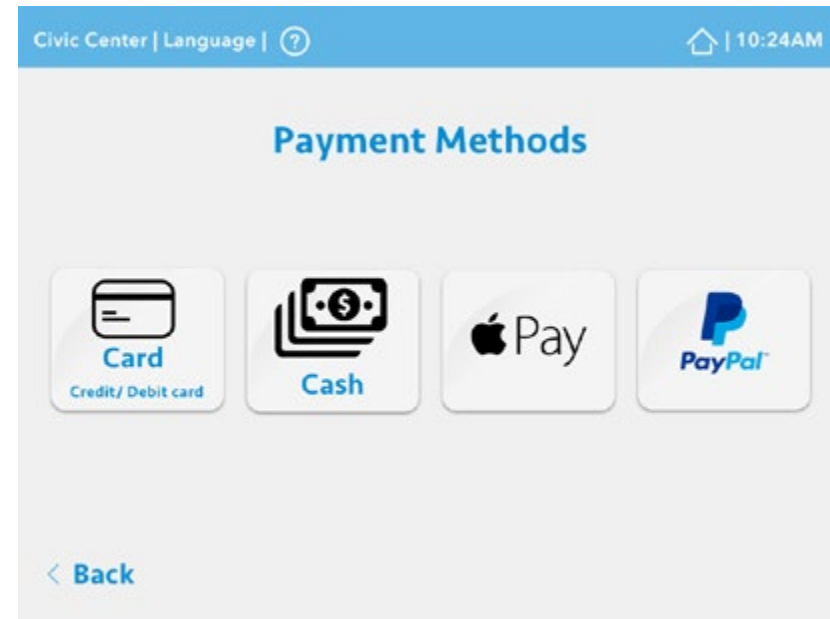 Civic Center | Language | ?
| 10:24AM
Payment Methods
Card
Credit/ Debit card
$
Cash
Pay
P
PayPal
< Back